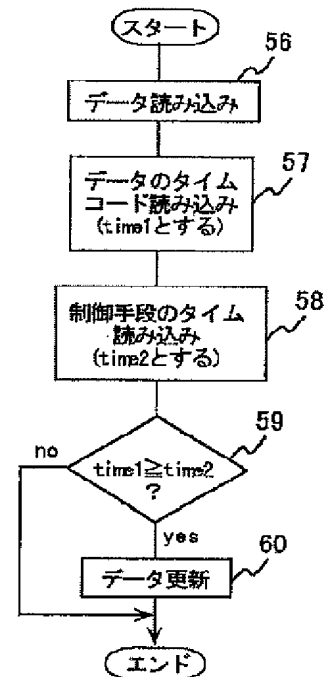 スタート
56
データ読み込み
57
データのタイム
コード読み込み
(time1とする)
58
制御手段のタイム
読み込み
(time2とする)
59
no
time1≧time2
?
yes
60
データ更新
エンド